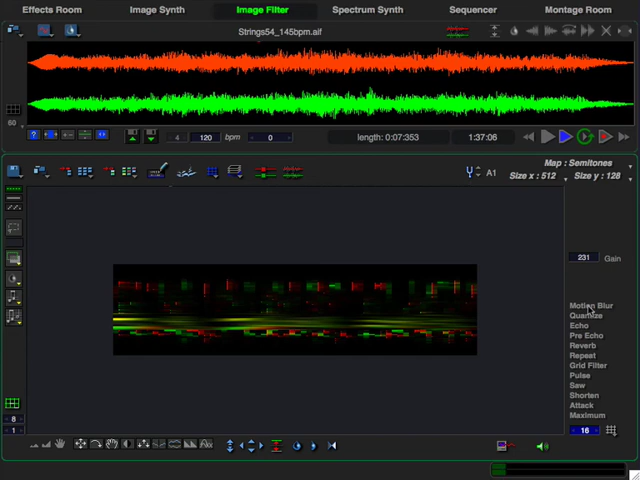 Effects Room Image Synth Image Filter Spectrum Synth Sequencer Montage Room
Strings54_145bpm.aif
60
? 4 120 bpm 0 length: 0:07:353 1:37:06
Map : Semitones
A1 Size x : 512 Size y : 128
231 Gain
Motion Blur
Quantize
Echo
Pre Echo
Reverb
Repeat
Grid Filter
Pulse
Saw
Shorten
Attack
Maximum
8
1
16